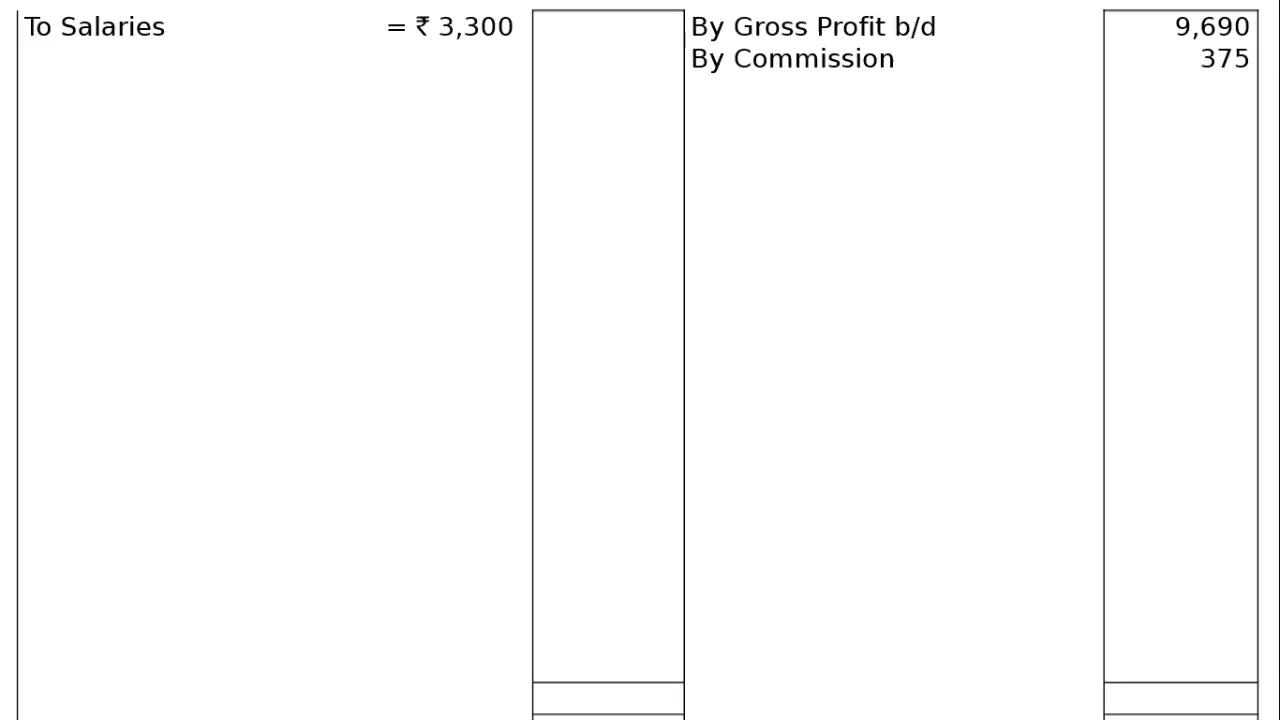 To Salaries = ₹ 3,300 By Gross Profit b/d 9,690
By Commission 375